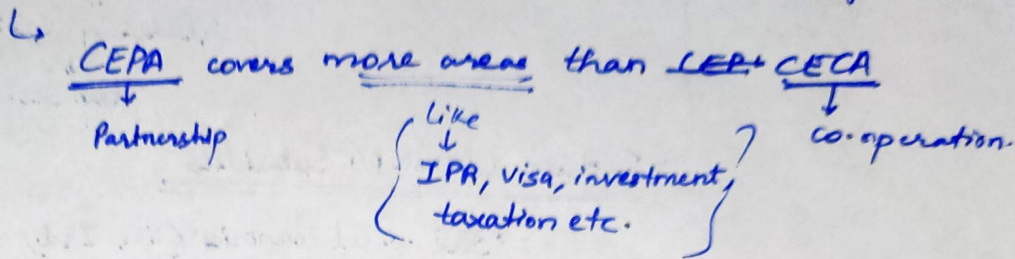 ↳ CEPA covers more areas than CEP+ CECA
↓ ↓
Partnership (like co-operation.
↓
IPR, visa, investment,
taxation etc.)